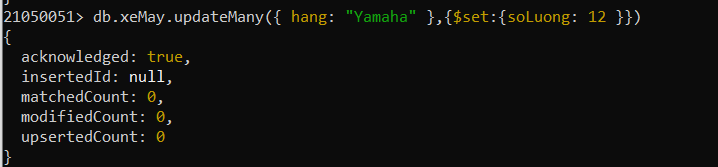 21050051> db.xeMay.updateMany({ hang: "Yamaha" },{$set:{soLuong: 12 }})
{
  acknowledged: true,
  insertedId: null,
  matchedCount: 0,
  modifiedCount: 0,
  upsertedCount: 0
}